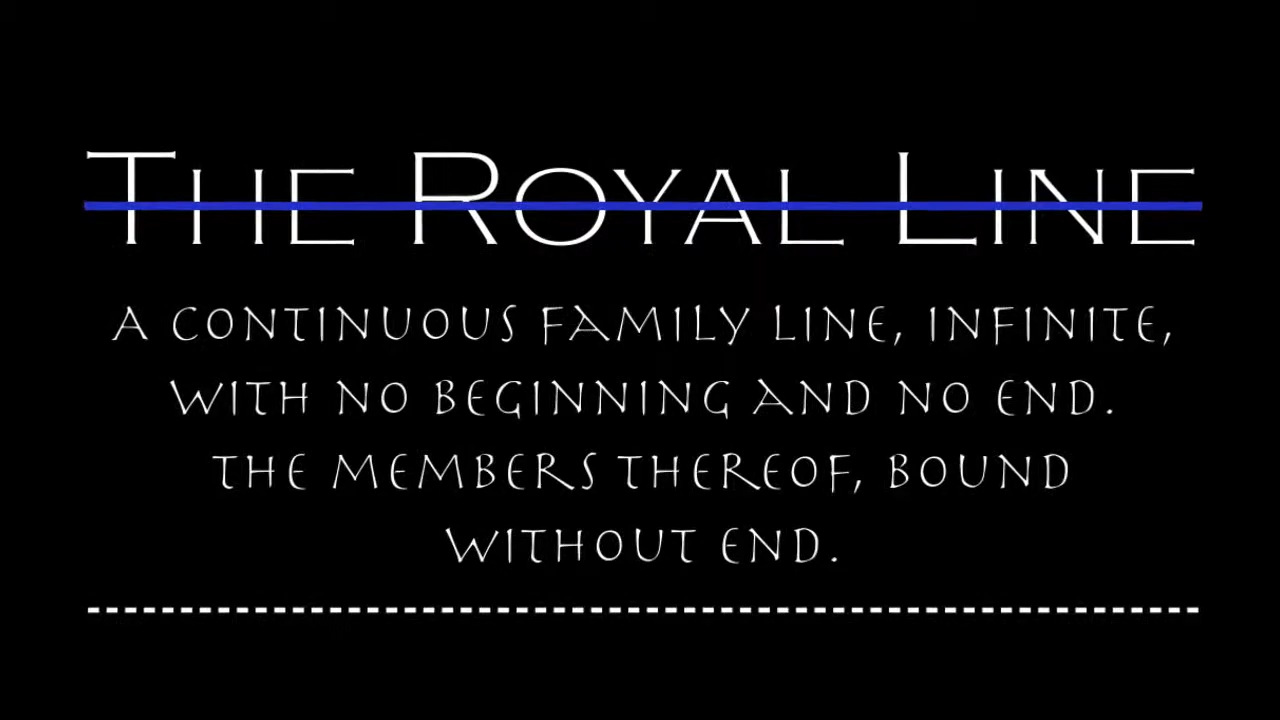 The Royal Line
A continuous family line, infinite,
with no beginning and no end.
The members thereof, bound
without end.